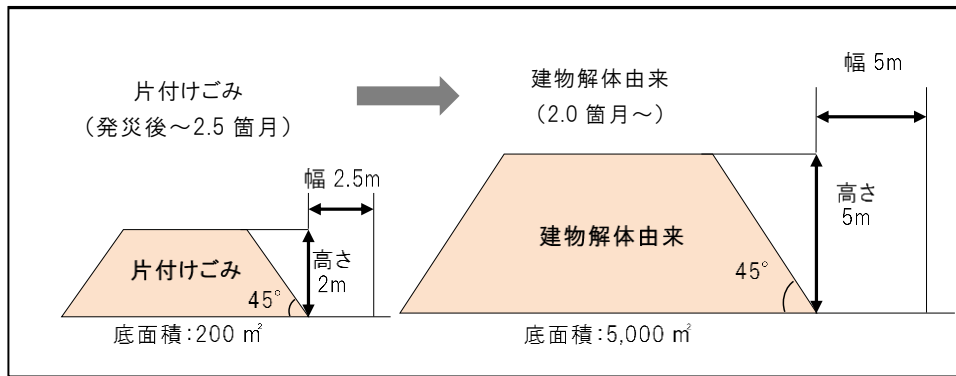 片付けごみ
（発災後～2.5 箇月）
幅 2.5m
片付けごみ
高さ
2m
45°
底面積：200 ㎡
建物解体由来
（2.0 箇月～）
幅 5m
建物解体由来
高さ
5m
45°
底面積：5,000 ㎡